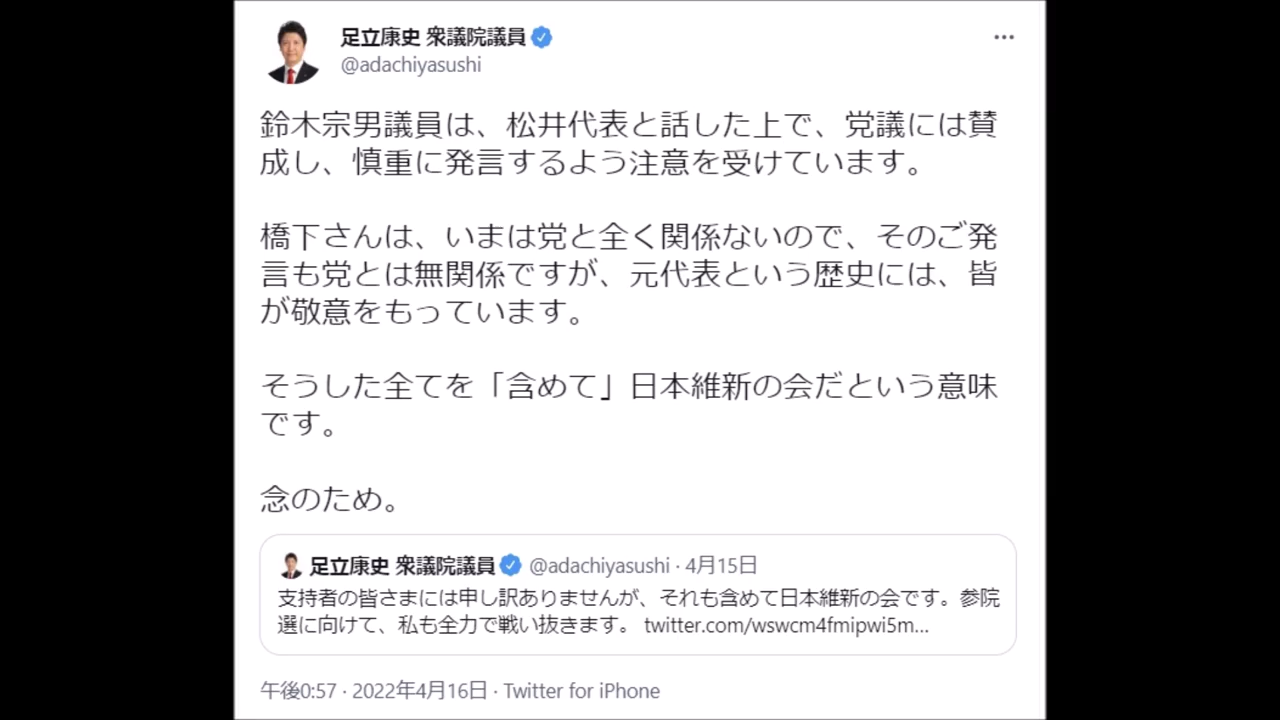 足立康史 衆議院議員
@adachiyasushi
鈴木宗男議員は、松井代表と話した上で、党議には賛
成し、慎重に発言するよう注意を受けています。
橋下さんは、いまは党と全く関係ないので、そのご発
言も党とは無関係ですが、元代表という歴史には、皆
が敬意をもっています。
そうした全てを「含めて」日本維新の会だという意味
です。
念のため。
足立康史 衆議院議員 @adachiyasushi · 4月15日
支持者の皆さまには申し訳ありませんが、それも含めて日本維新の会です。参院
選に向けて、私も全力で戦い抜きます。 twitter.com/wswcm4fmipwi5m…
午後0:57 · 2022年4月16日 · Twitter for iPhone